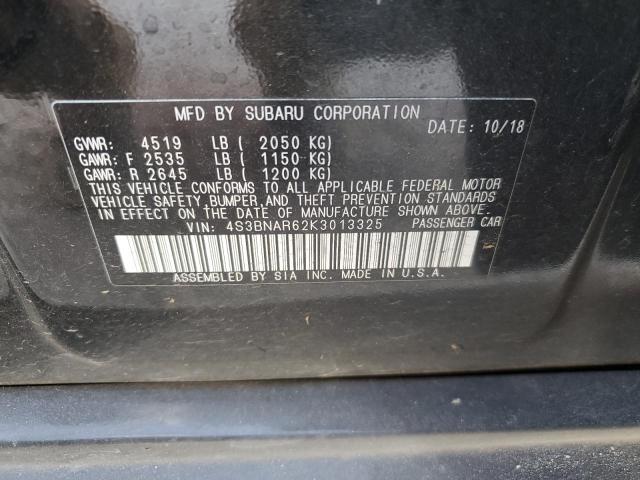 MFD BY SUBARU CORPORATION
DATE: 10/18
GVWR: 4519 LB ( 2050 KG)
GAWR: F 2535 LB ( 1150 KG)
GAWR: R 2645 LB ( 1200 KG)
THIS VEHICLE CONFORMS TO ALL APPLICABLE FEDERAL MOTOR
VEHICLE SAFETY, BUMPER, AND THEFT PREVENTION STANDARDS
IN EFFECT ON THE DATE OF MANUFACTURE SHOWN ABOVE.
VIN: 4S3BNAR62K3013325 PASSENGER CAR
ASSEMBLED BY SIA INC. MADE IN U.S.A.